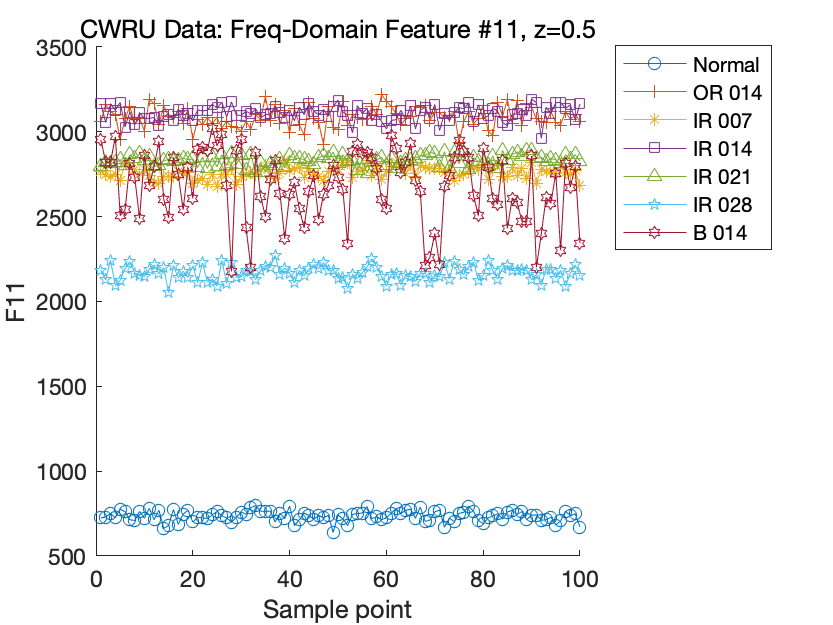 CWRU Data: Freq-Domain Feature #11, z=0.5
3500
3000
2500
2000
1500
1000
500
F11
0 20 40 60 80 100
Sample point
Normal
OR 014
IR 007
IR 014
IR 021
IR 028
B 014